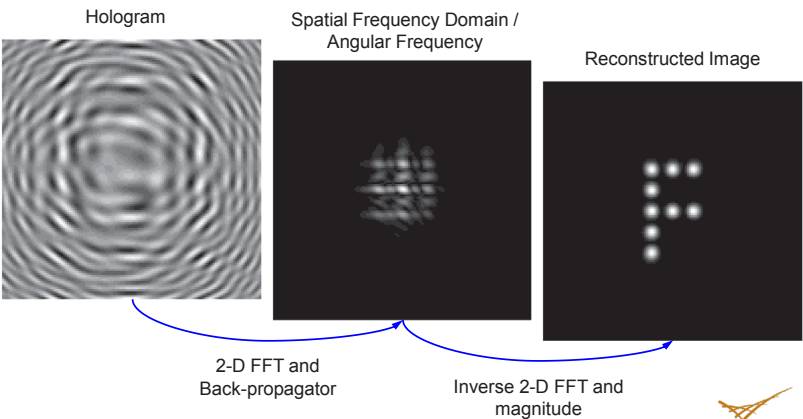 Hologram
Spatial Frequency Domain /
Angular Frequency
Reconstructed Image
F
2-D FFT and
Back-propagator
Inverse 2-D FFT and
magnitude